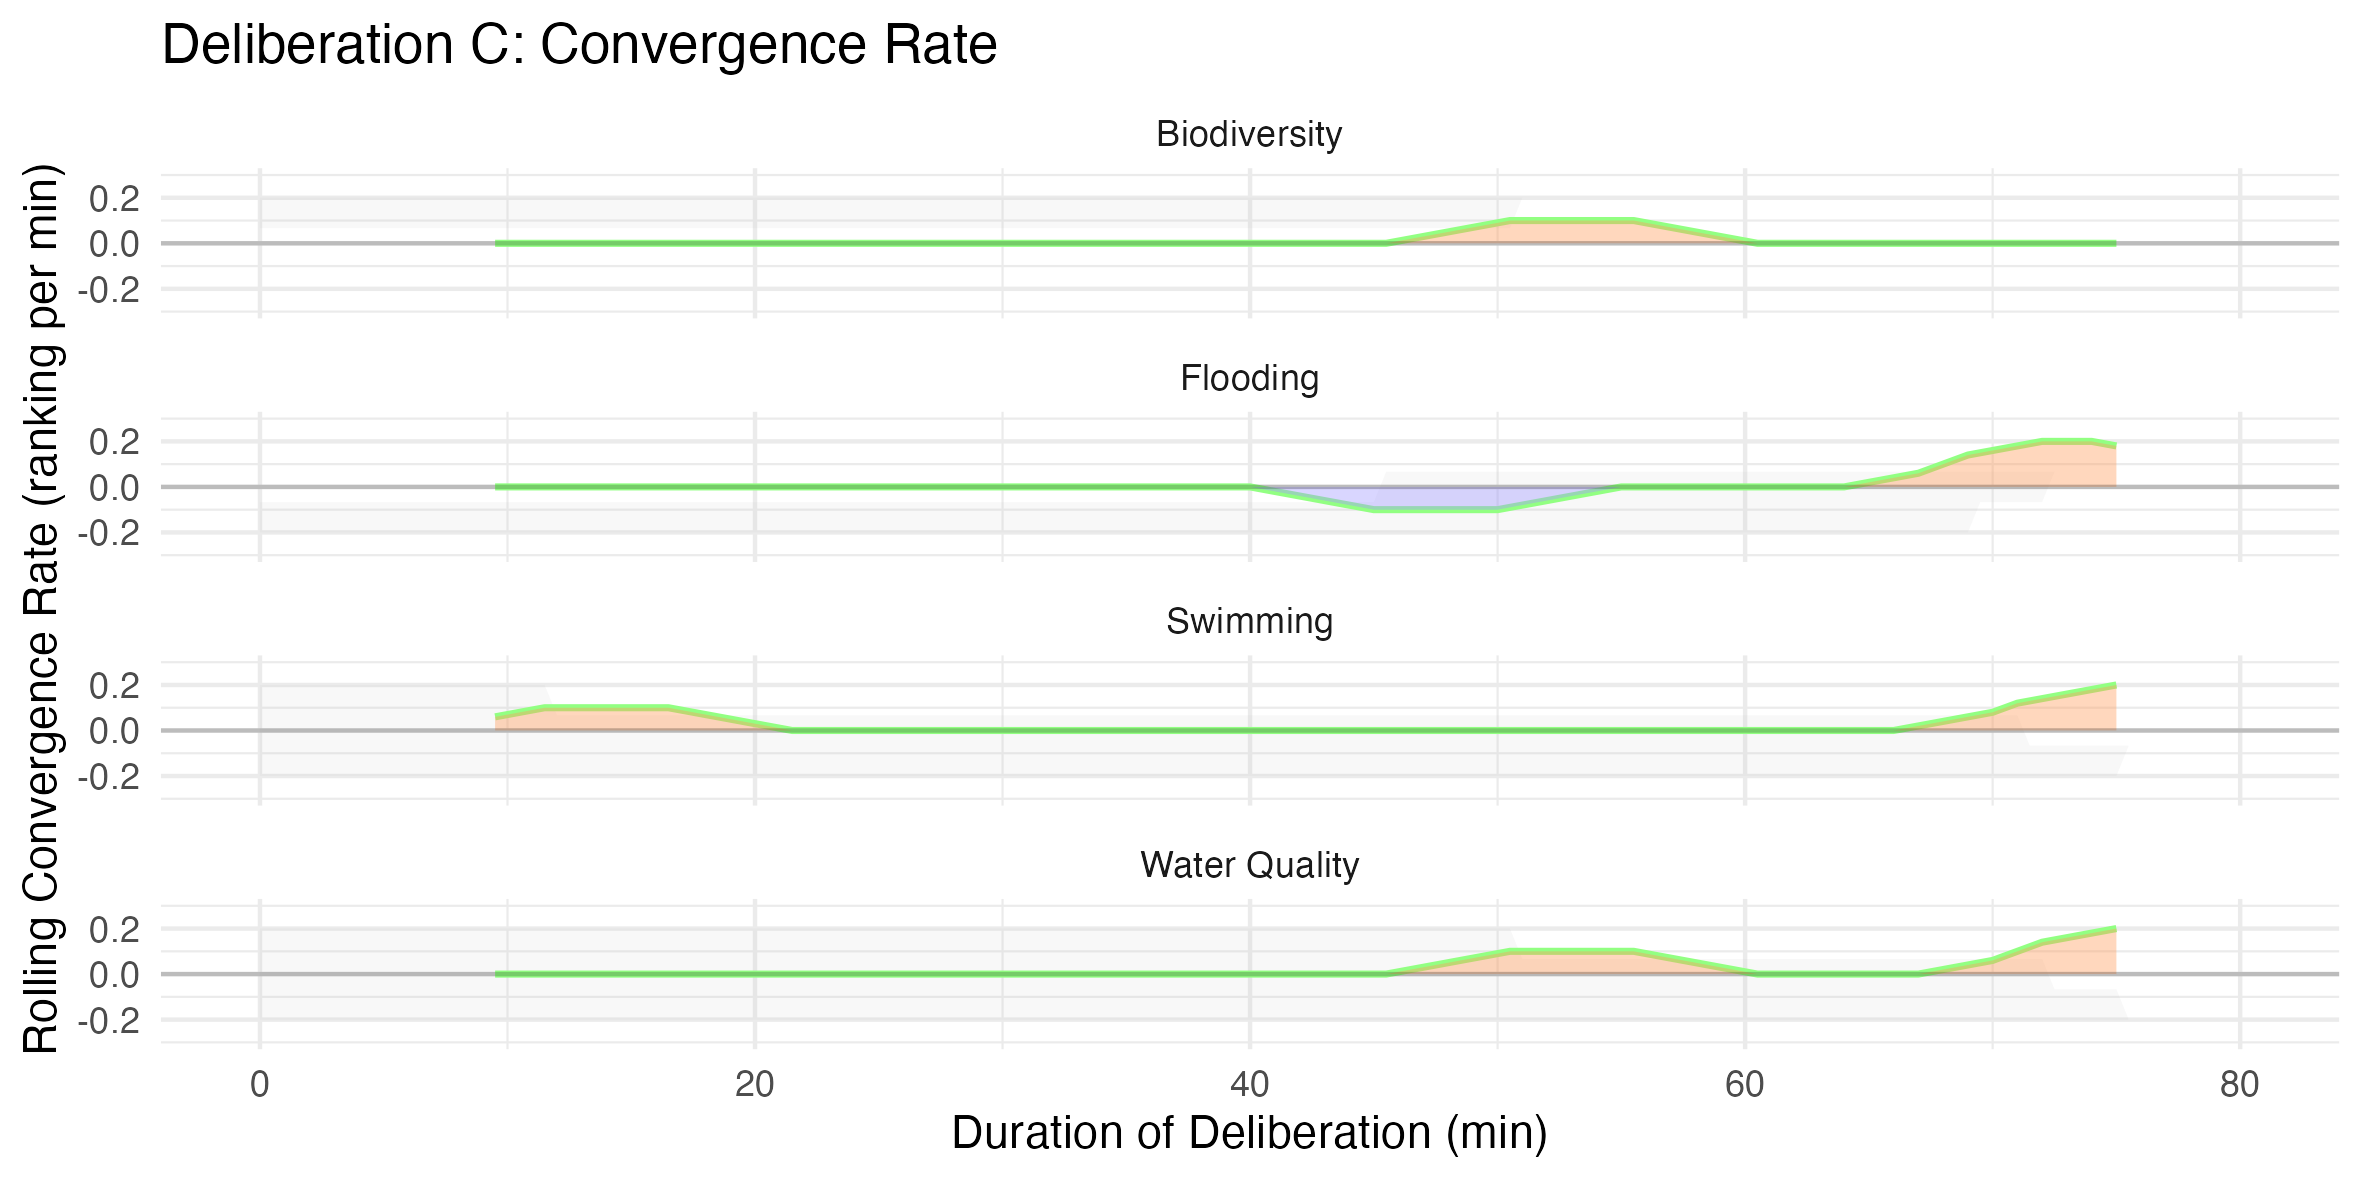 Deliberation C: Convergence Rate
Rolling Convergence Rate (ranking per min)
Biodiversity
0.2
0.0
-0.2
Flooding
0.2
0.0
-0.2
Swimming
0.2
0.0
-0.2
Water Quality
0.2
0.0
-0.2
0 20 40 60 80
Duration of Deliberation (min)